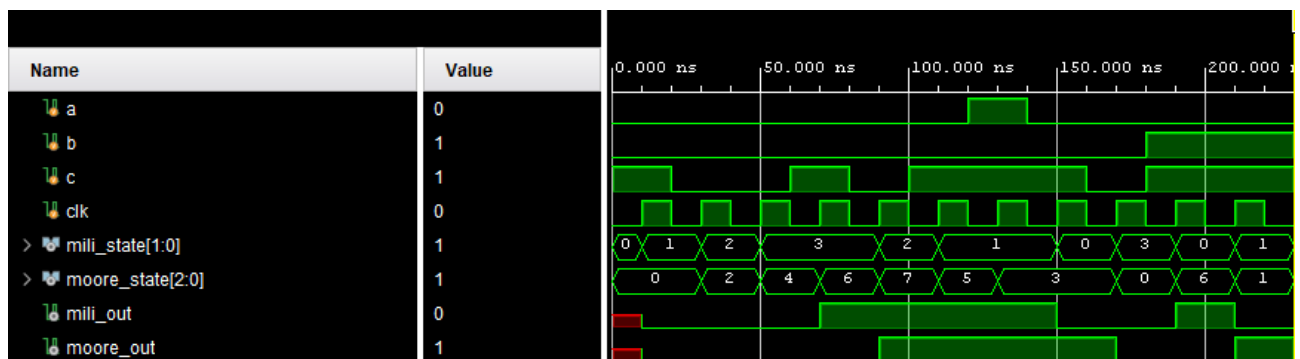 Name Value 0.000 ns 50.000 ns 100.000 ns 150.000 ns 200.000
a 0
b 1
c 1
clk 0
mili_state[1:0] 1 0 1 2 3 2 1 0 3 0 1
moore_state[2:0] 1 0 2 4 6 7 5 3 0 6 1
mili_out 0
moore_out 1